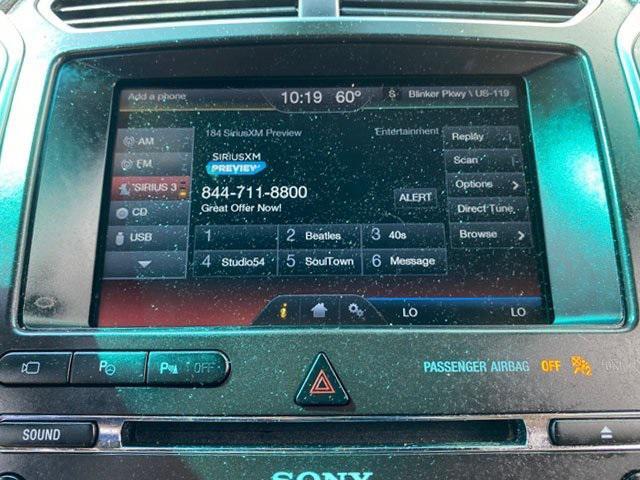 Add a phone 10:19 60° S Blinker Pkwy \ US-119
184 SiriusXM Preview Entertainment
AM
FM
SIRIUS 3
CD
USB
SIRIUSXM
PREVIEW
844-711-8800
Great Offer Now!
ALERT
Replay
Scan
Options >
Direct Tune
Browse >
1 2 Beatles 3 40s
4 Studio54 5 SoulTown 6 Message
i LO LO
P P OFF
PASSENGER AIRBAG OFF
SOUND
SONY